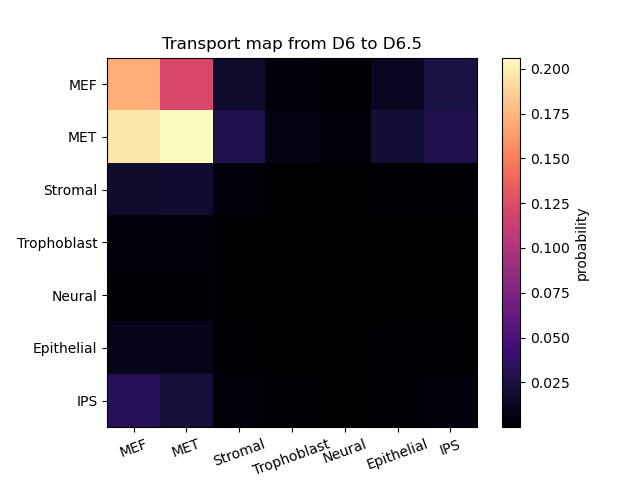 Transport map from D6 to D6.5
MEF
MET
Stromal
Trophoblast
Neural
Epithelial
IPS
MEF
MET
Stromal
Trophoblast
Neural
Epithelial
IPS
0.200
0.175
0.150
0.125
0.100
0.075
0.050
0.025
probability